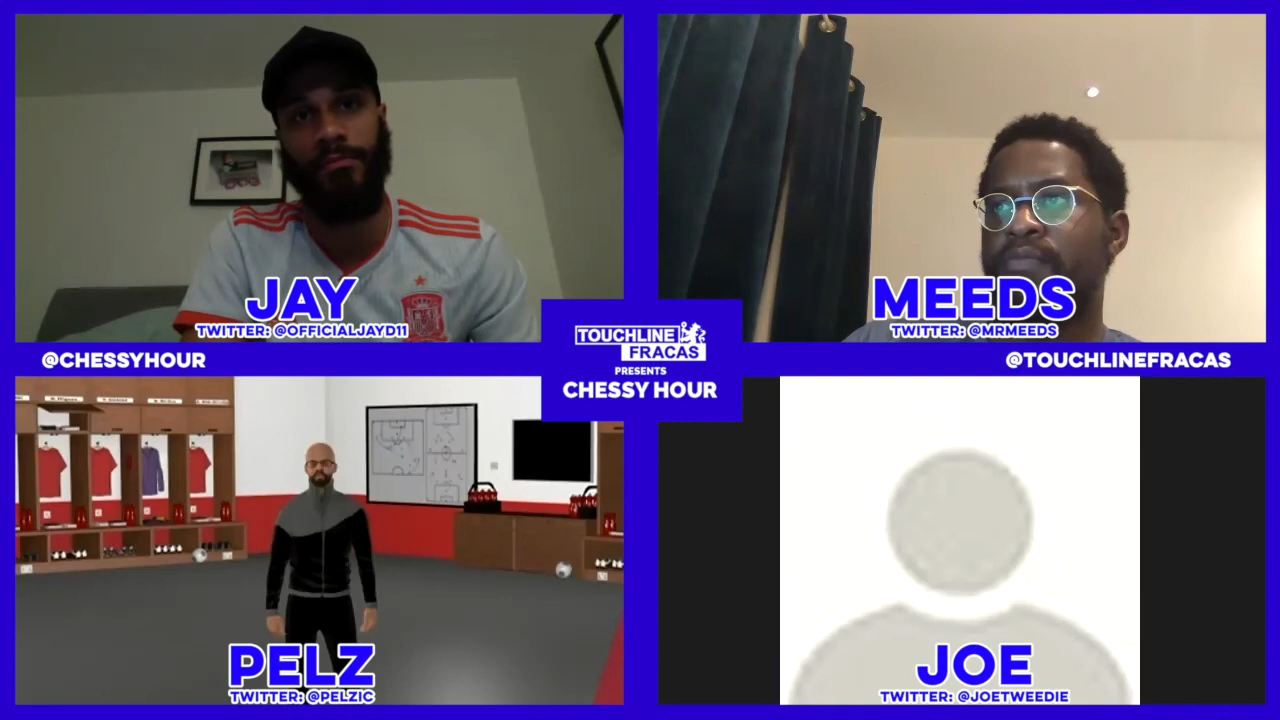 JAY
TWITTER: @OFFICIALJAYD11
MEEDS
TWITTER: @MRMEEDS
@CHESSYHOUR
TOUCHLINE
FRACAS
PRESENTS
CHESSY HOUR
@TOUCHLINEFRACAS
PELZ
TWITTER: @PELZIC
JOE
TWITTER: @JOETWEEDIE